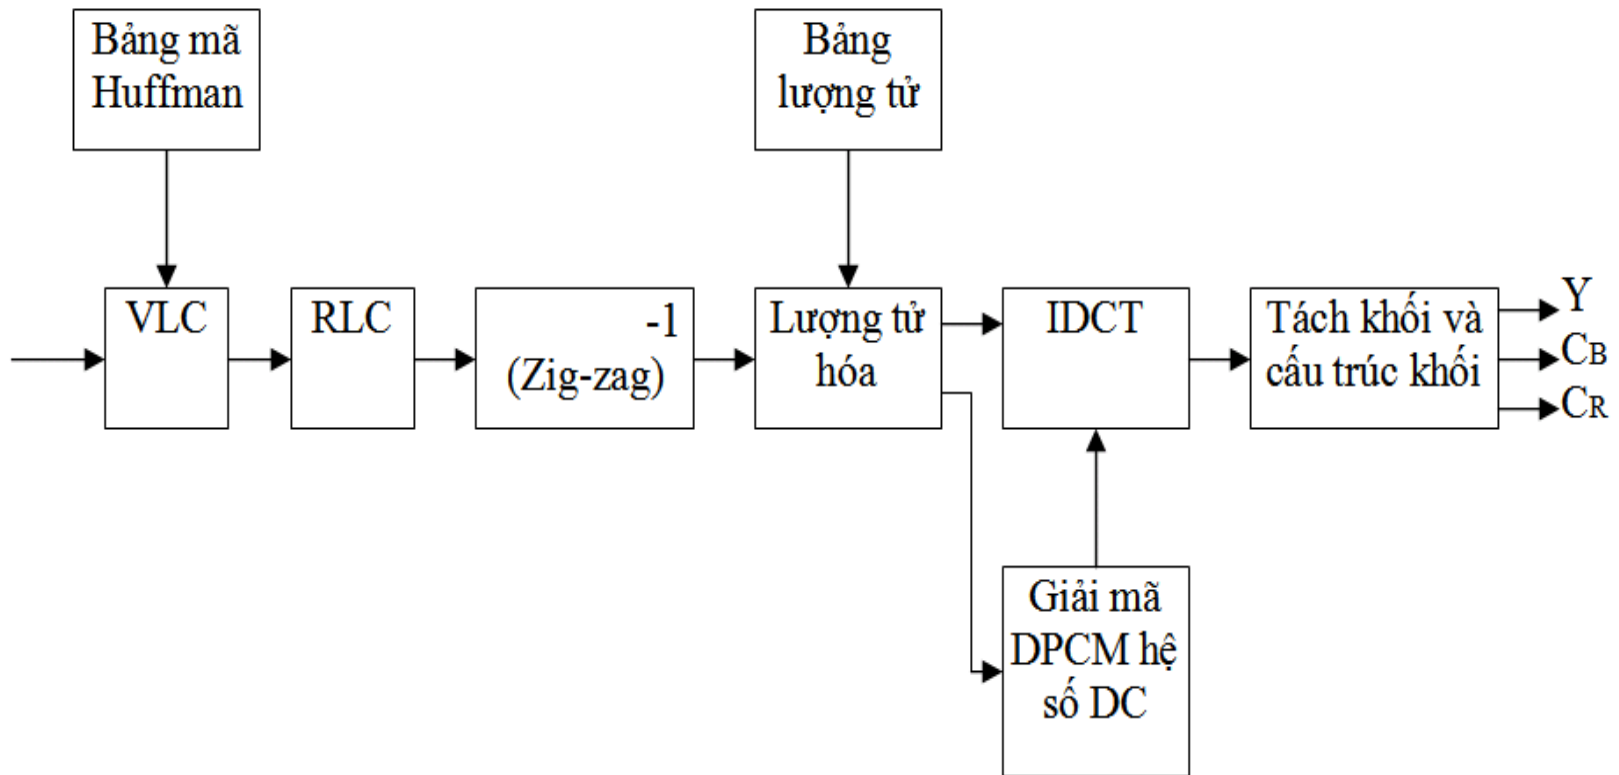 Bảng mã
Huffman
Bảng
lượng tử
VLC
RLC
-1
(Zig-zag)
Lượng tử
hóa
IDCT
Tách khối và
cấu trúc khối
Y
CB
CR
Giải mã
DPCM hệ
số DC